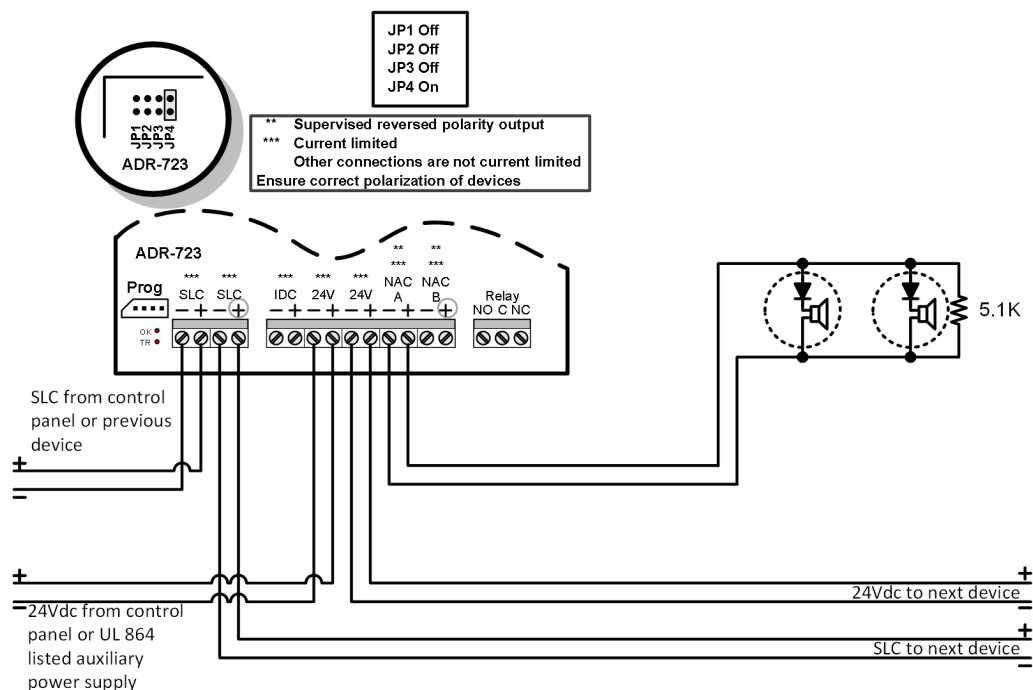 JP1 Off
JP2 Off
JP3 Off
JP4 On
JP1
JP2
JP3
JP4
ADR-723
** Supervised reversed polarity output
*** Current limited
Other connections are not current limited
Ensure correct polarization of devices
ADR-723
** **
*** *** *** *** *** *** ***
Prog SLC SLC IDC 24V 24V NAC A NAC B Relay
− + − + − + − + − + − + − + NO C NC
OK
TR
5.1K
SLC from control
panel or previous
device
+
−
+
−
24Vdc from control
panel or UL 864
listed auxiliary
power supply
+
24Vdc to next device
−
+
SLC to next device
−